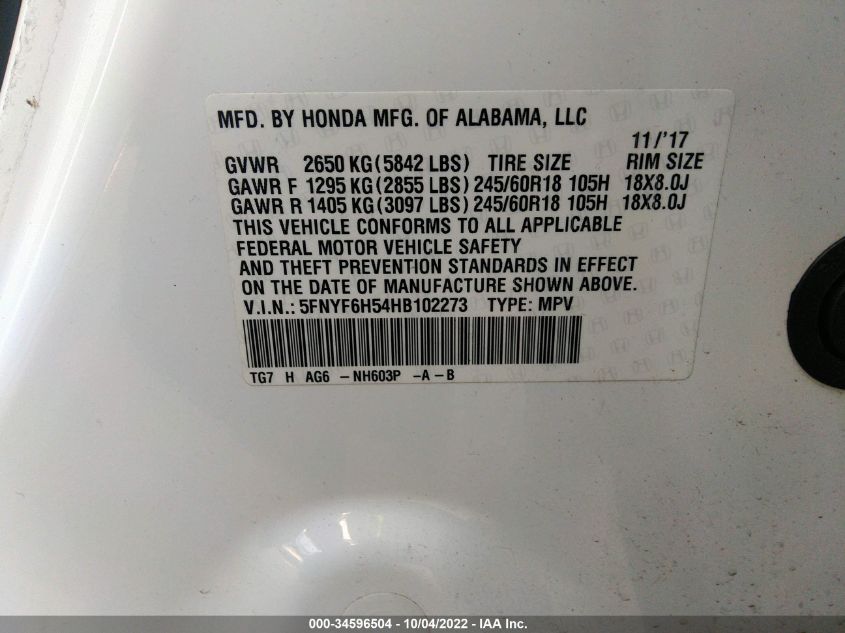 MFD. BY HONDA MFG. OF ALABAMA, LLC
11/'17
GVWR 2650 KG(5842 LBS) TIRE SIZE RIM SIZE
GAWR F 1295 KG(2855 LBS) 245/60R18 105H 18X8.0J
GAWR R 1405 KG(3097 LBS) 245/60R18 105H 18X8.0J
THIS VEHICLE CONFORMS TO ALL APPLICABLE
FEDERAL MOTOR VEHICLE SAFETY
AND THEFT PREVENTION STANDARDS IN EFFECT
ON THE DATE OF MANUFACTURE SHOWN ABOVE.
V.I.N.: 5FNYF6H54HB102273 TYPE: MPV
TG7 H AG6 -NH603P -A-B
000-34596504 - 10/04/2022 - IAA Inc.